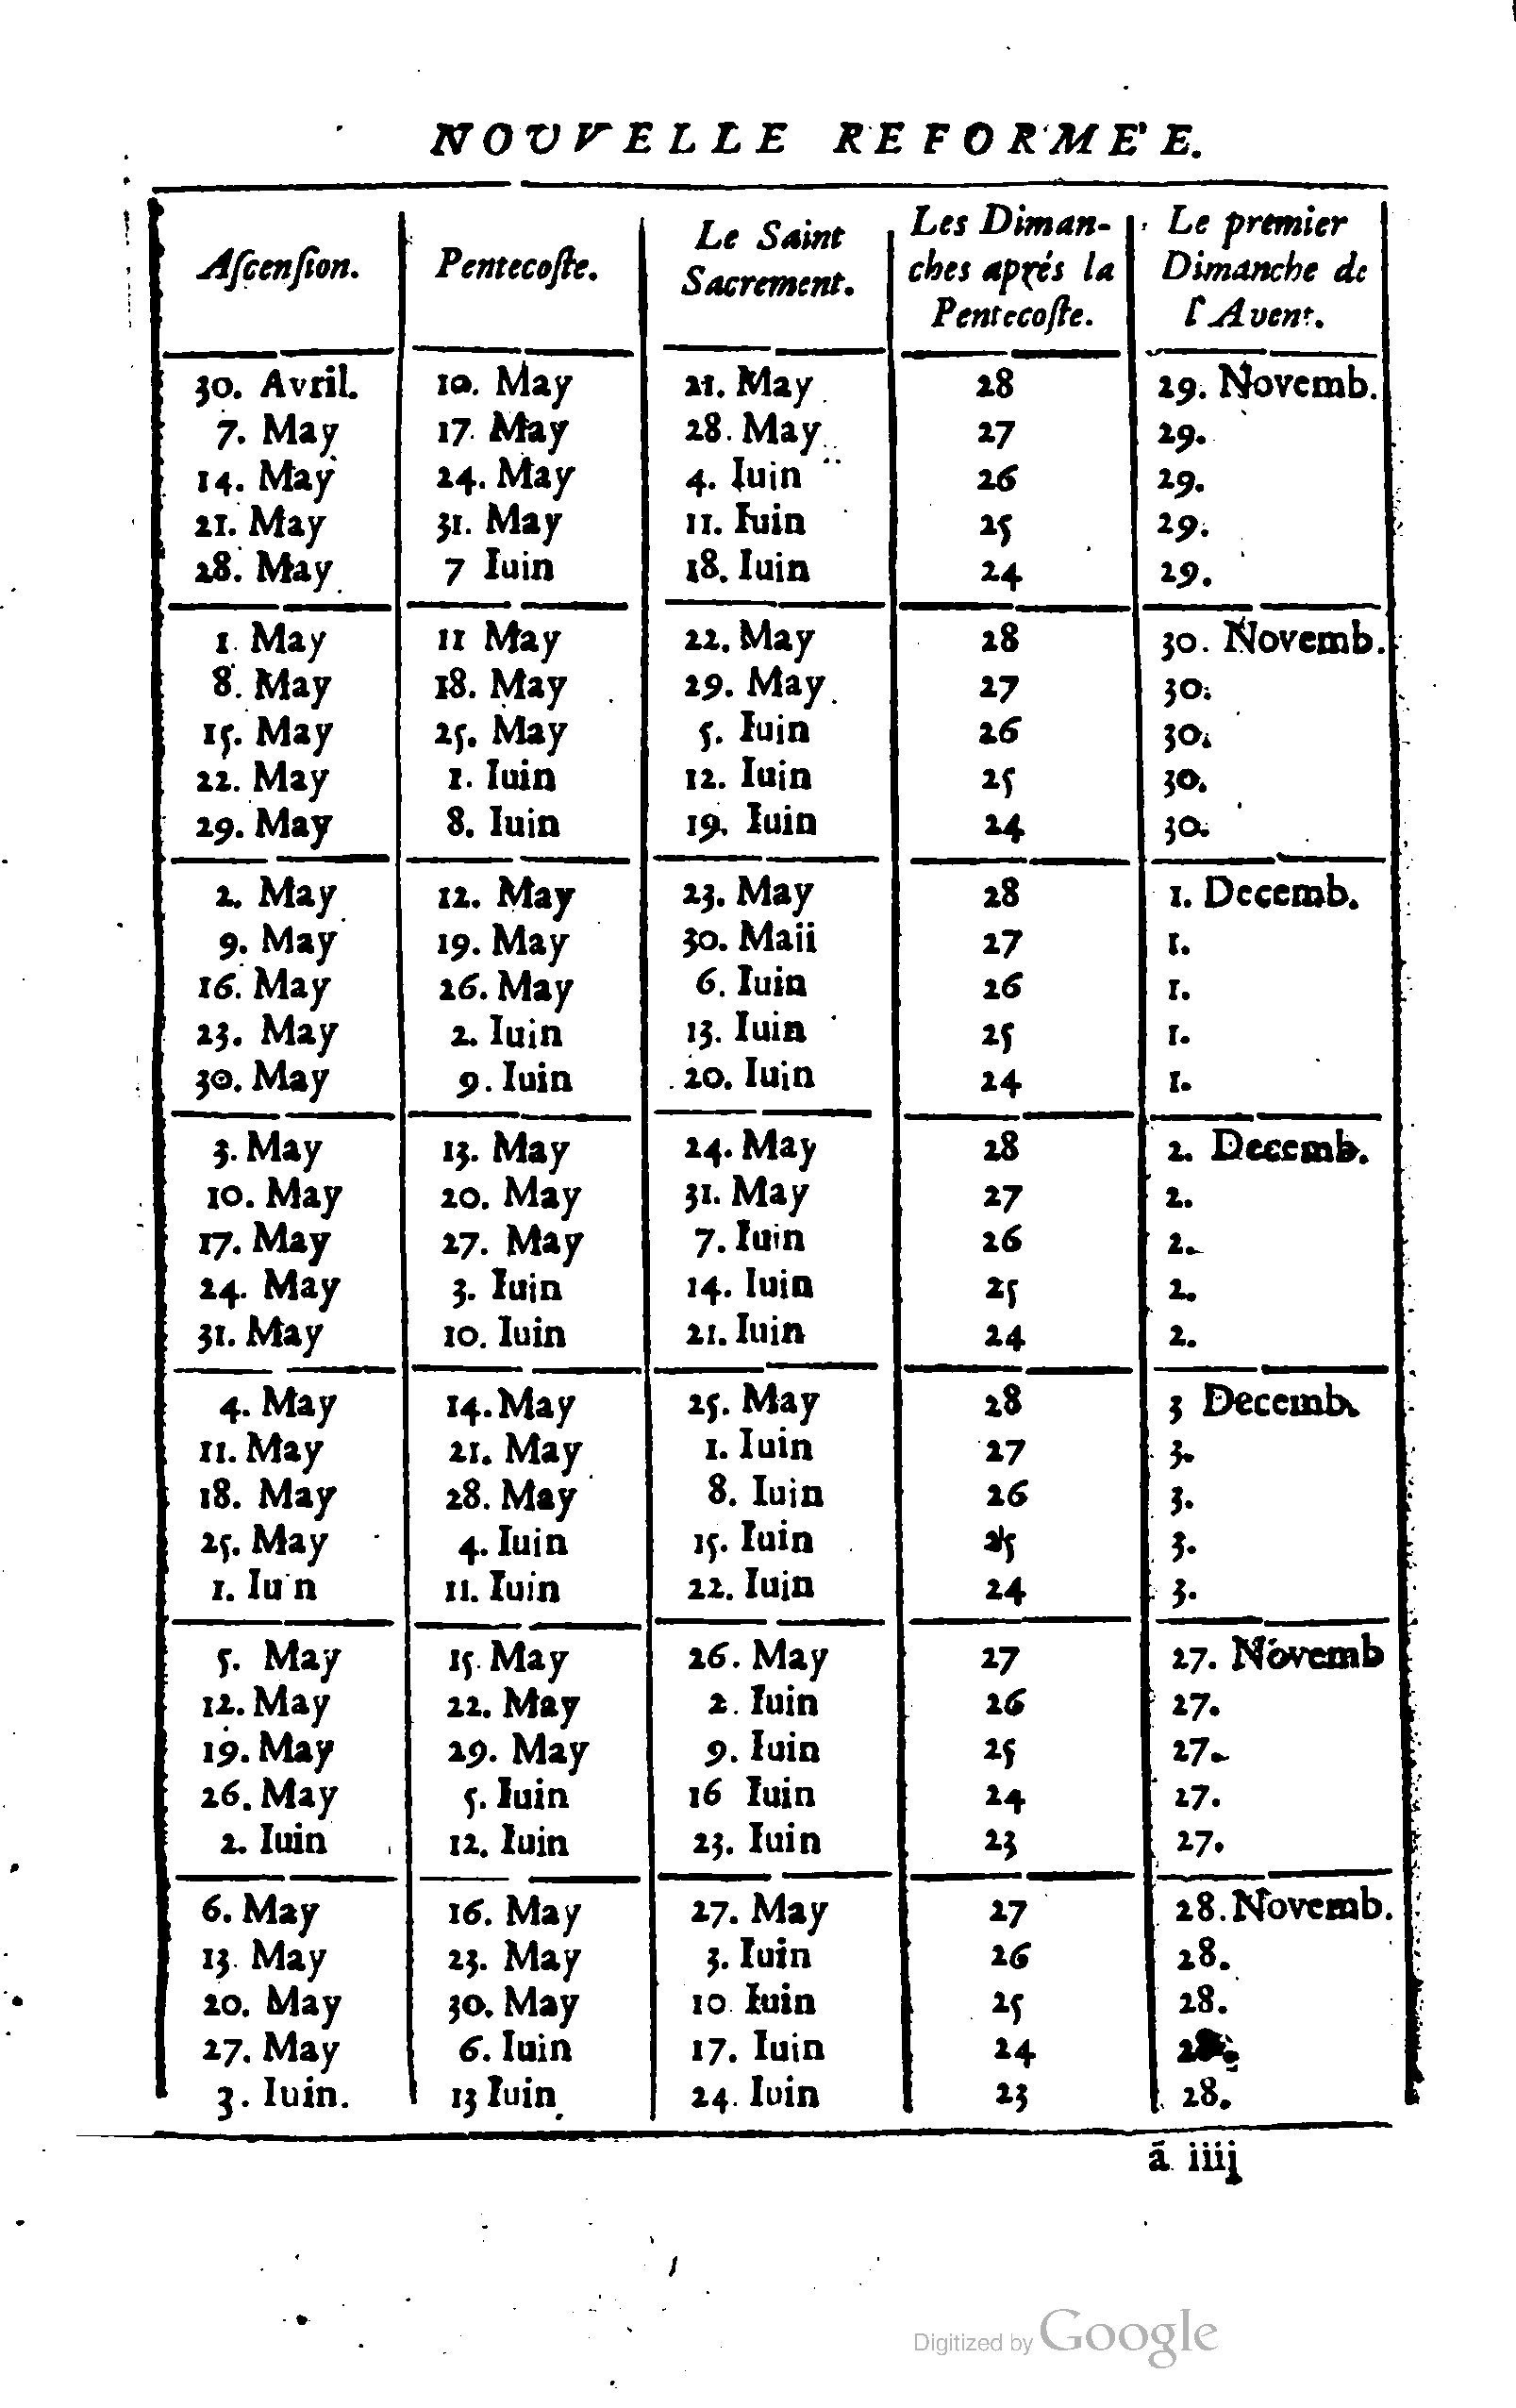 NOUVELLE REFORME'E.
Aſcenſion. Pentecoſte. Le Saint Sacrement. Les Dimanches aprés la Pentecoſte. Le premier Dimanche de l'Avent.
30. Avril. 10. May 21. May 28 29. Novemb.
7. May 17. May 28. May 27 29.
14. May 24. May 4. Iuin 26 29.
21. May 31. May 11. Iuin 25 29.
28. May 7 Iuin 18. Iuin 24 29.
1. May 11 May 22. May 28 30. Novemb.
8. May 18. May 29. May 27 30.
15. May 25. May 5. Iuin 26 30.
22. May 1. Iuin 12. Iuin 25 30.
29. May 8. Iuin 19. Iuin 24 30.
2. May 12. May 23. May 28 1. Decemb.
9. May 19. May 30. Maii 27 1.
16. May 26. May 6. Iuin 26 1.
23. May 2. Iuin 13. Iuin 25 1.
30. May 9. Iuin 20. Iuin 24 1.
3. May 13. May 24. May 28 2. Decemb.
10. May 20. May 31. May 27 2.
17. May 27. May 7. Iuin 26 2.
24. May 3. Iuin 14. Iuin 25 2.
31. May 10. Iuin 21. Iuin 24 2.
4. May 14. May 25. May 28 3 Decemb.
11. May 21. May 1. Iuin 27 3.
18. May 28. May 8. Iuin 26 3.
25. May 4. Iuin 15. Iuin 25 3.
1. Iuin 11. Iuin 22. Iuin 24 3.
5. May 15. May 26. May 27 27. Novemb
12. May 22. May 2. Iuin 26 27.
19. May 29. May 9. Iuin 25 27.
26. May 5. Iuin 16 Iuin 24 27.
2. Iuin 12. Iuin 23. Iuin 23 27.
6. May 16. May 27. May 27 28. Novemb.
13. May 23. May 3. Iuin 26 28.
20. May 30. May 10 Iuin 25 28.
27. May 6. Iuin 17. Iuin 24 28.
3. Iuin. 13 Iuin 24. Iuin 23 28.
ã iiij
Digitized by Google